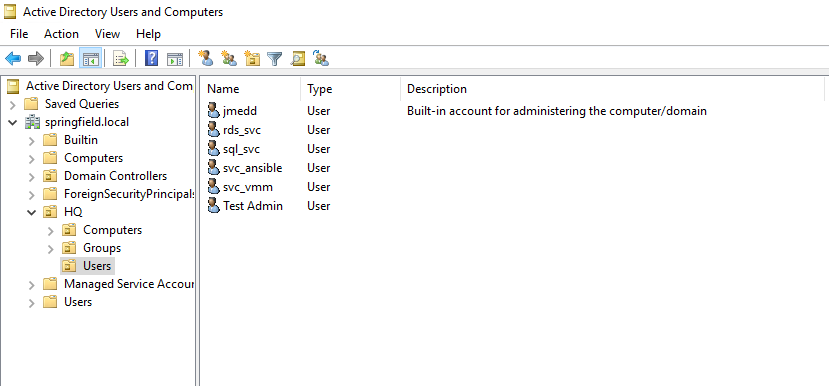 Active Directory Users and Computers
File Action View Help
Active Directory Users and Com
Saved Queries
springfield.local
Builtin
Computers
Domain Controllers
ForeignSecurityPrincipals
HQ
Computers
Groups
Users
Managed Service Accour
Users
Name Type Description
jmedd User Built-in account for administering the computer/domain
rds_svc User
sql_svc User
svc_ansible User
svc_vmm User
Test Admin User